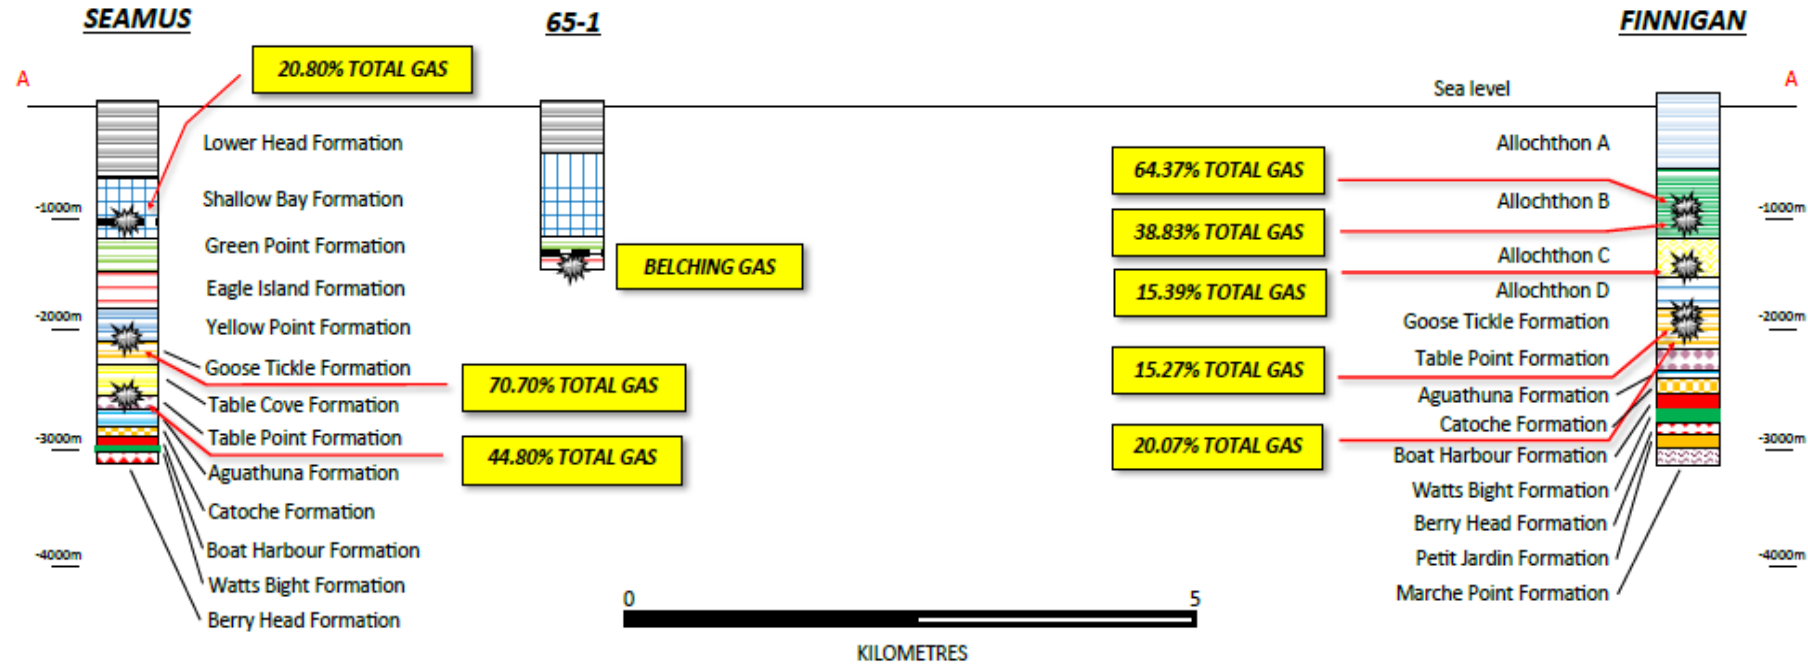 SEAMUS
65-1
FINNIGAN
20.80% TOTAL GAS
A
Sea level
A
Lower Head Formation
Shallow Bay Formation
-1000m
Green Point Formation
Eagle Island Formation
-2000m
Yellow Point Formation
Goose Tickle Formation
Table Cove Formation
-3000m
Table Point Formation
Aguathuna Formation
Catoche Formation
-4000m
Boat Harbour Formation
Watts Bight Formation
Berry Head Formation
70.70% TOTAL GAS
44.80% TOTAL GAS
BELCHING GAS
64.37% TOTAL GAS
38.83% TOTAL GAS
15.39% TOTAL GAS
15.27% TOTAL GAS
20.07% TOTAL GAS
Allochthon A
Allochthon B
-1000m
Allochthon C
Allochthon D
Goose Tickle Formation
-2000m
Table Point Formation
Aguathuna Formation
Catoche Formation
-3000m
Boat Harbour Formation
Watts Bight Formation
Berry Head Formation
Petit Jardin Formation
-4000m
Marche Point Formation
0
5
KILOMETRES